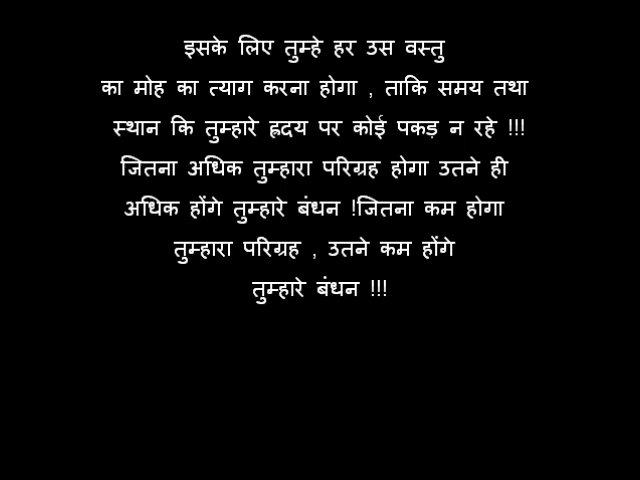 इसके लिए तुम्हे हर उस वस्तु
का मोह का त्याग करना होगा , ताकि समय तथा
स्थान कि तुम्हारे ह्रदय पर कोई पकड़ न रहे !!!
जितना अधिक तुम्हारा परिग्रह होगा उतने ही
अधिक होंगे तुम्हारे बंधन !जितना कम होगा
तुम्हारा परिग्रह , उतने कम होंगे
तुम्हारे बंधन !!!